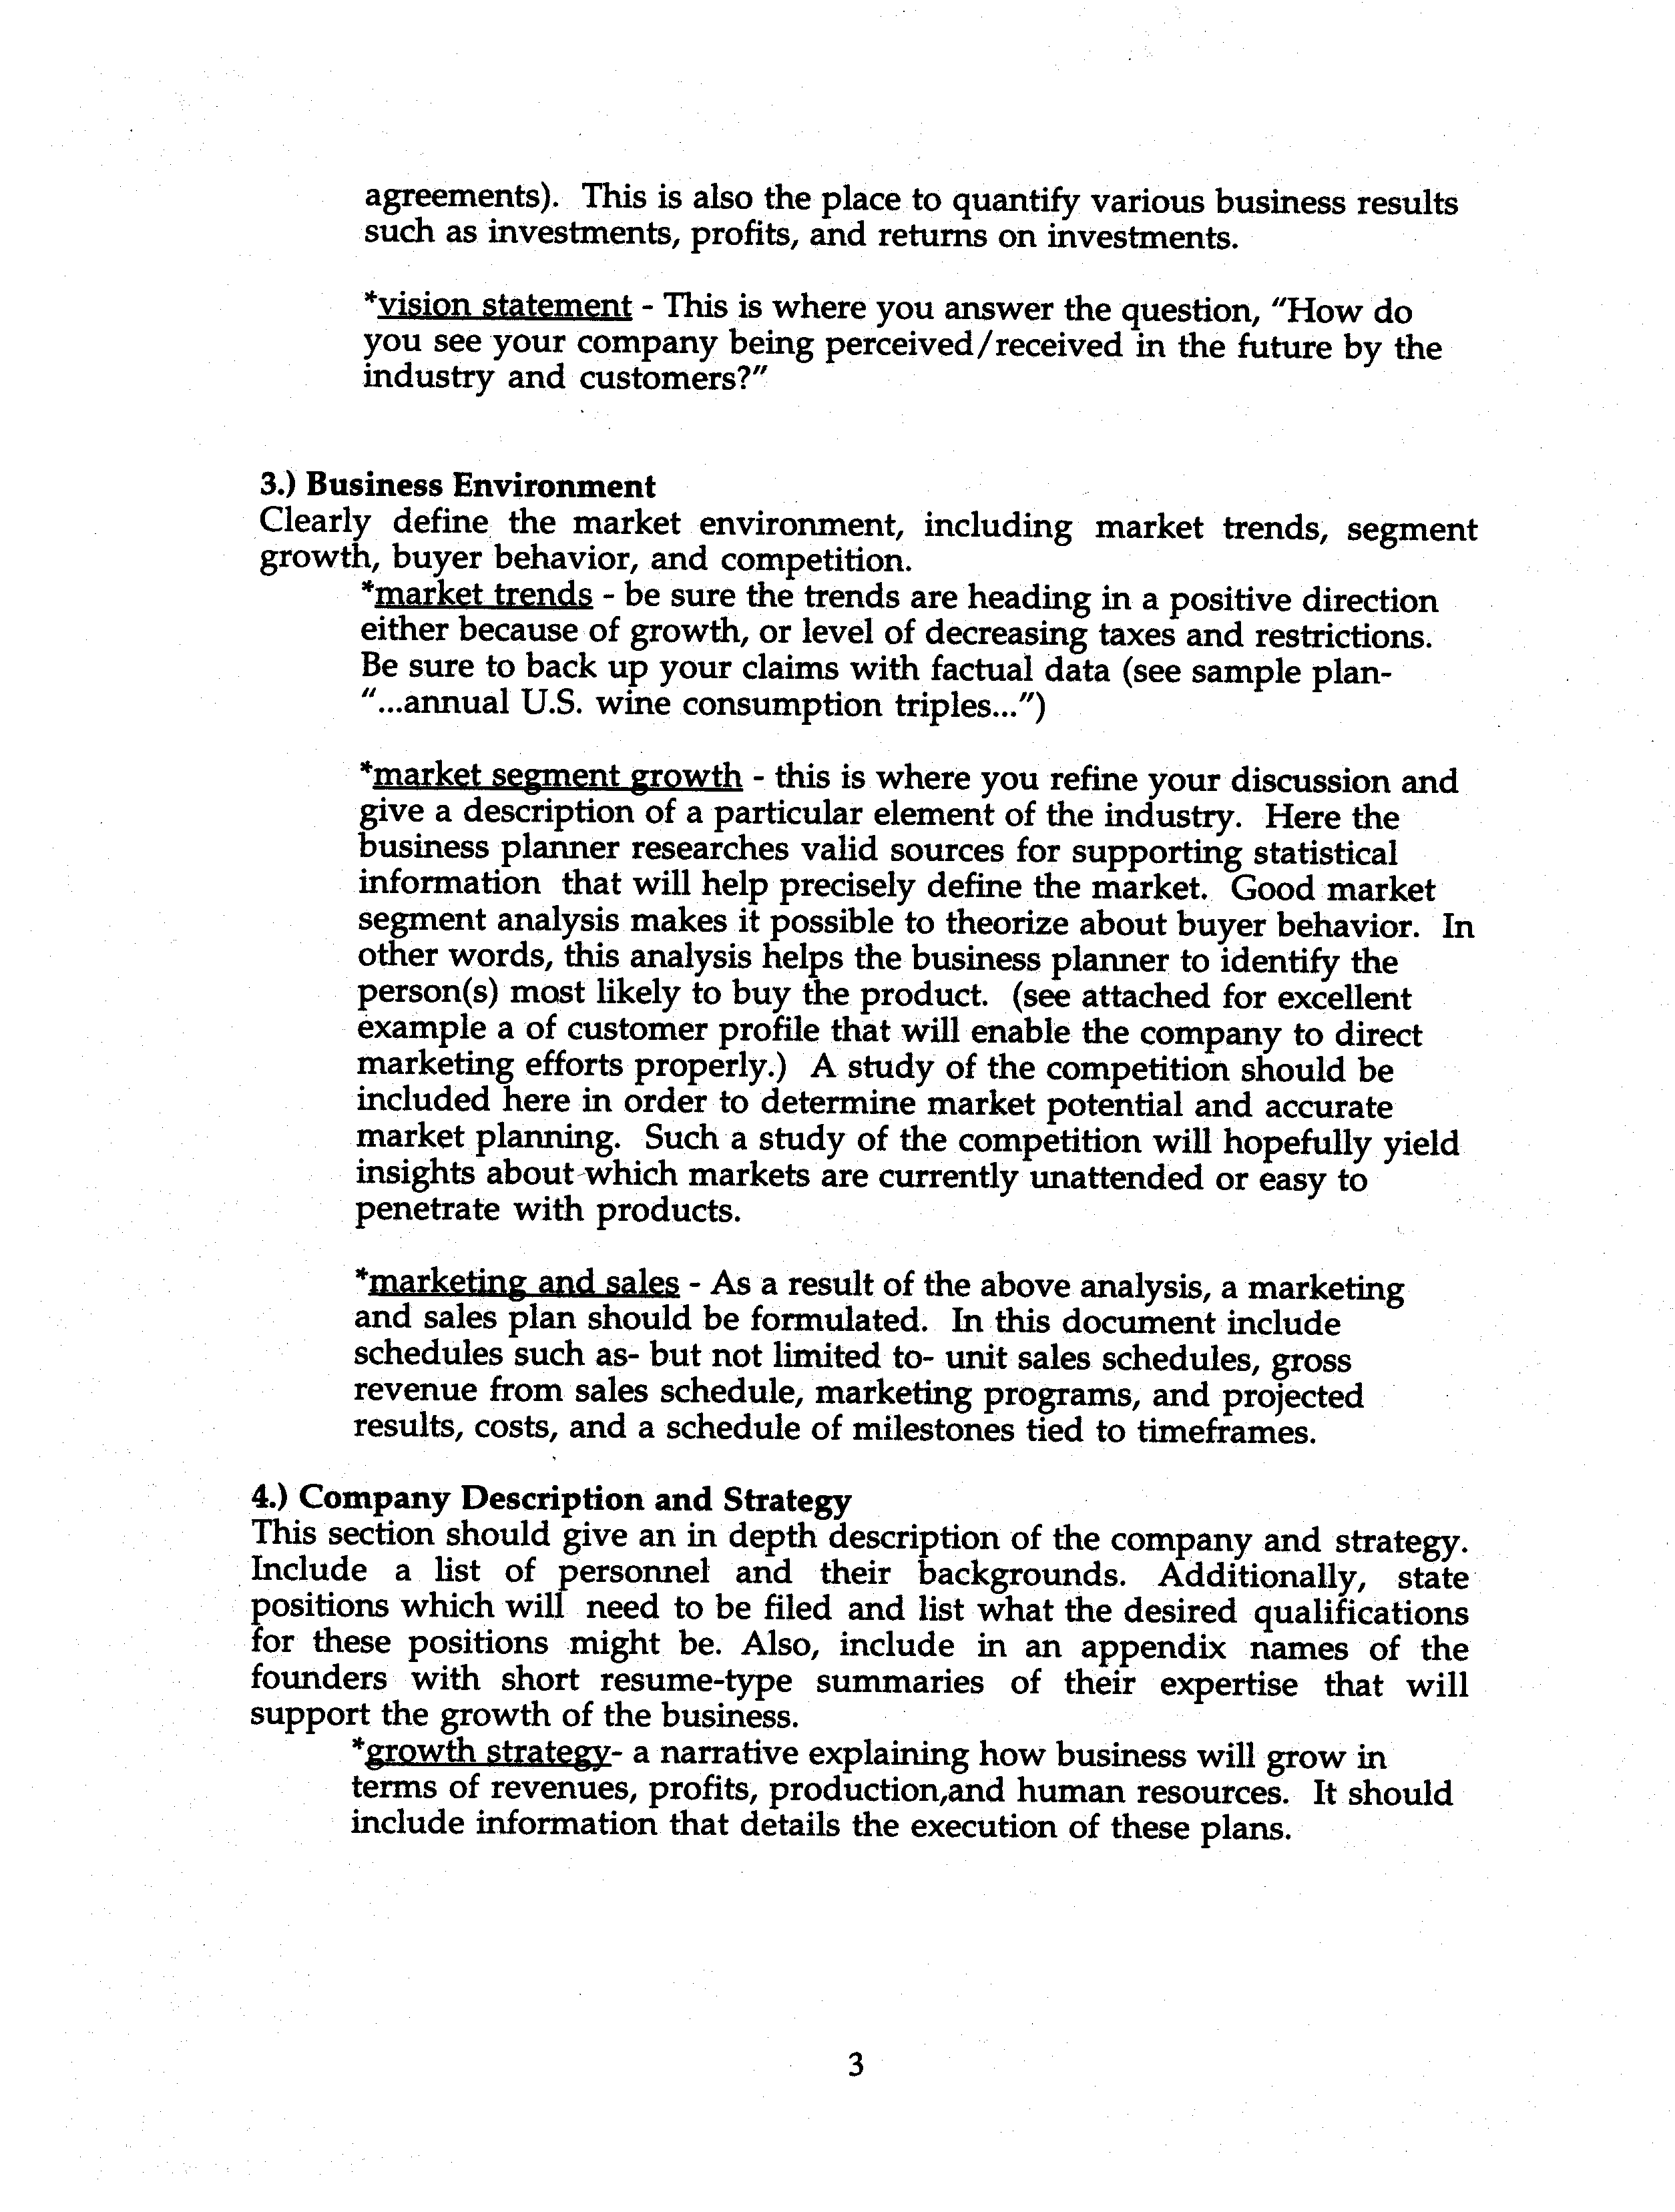 agreements).  This is also the place to quantify various business results
such as investments, profits, and returns on investments.
*vision statement - This is where you answer the question, "How do
you see your company being perceived/received in the future by the
industry and customers?"
3.) Business Environment
Clearly define the market environment, including market trends, segment
growth, buyer behavior, and competition.
*market trends - be sure the trends are heading in a positive direction
either because of growth, or level of decreasing taxes and restrictions.
Be sure to back up your claims with factual data (see sample plan-
"...annual U.S. wine consumption triples...")
*market segment growth - this is where you refine your discussion and
give a description of a particular element of the industry.  Here the
business planner researches valid sources for supporting statistical
information  that will help precisely define the market.  Good market
segment analysis makes it possible to theorize about buyer behavior.  In
other words, this analysis helps the business planner to identify the
person(s) most likely to buy the product.  (see attached for excellent
example a of customer profile that will enable the company to direct
marketing efforts properly.)  A study of the competition should be
included here in order to determine market potential and accurate
market planning.  Such a study of the competition will hopefully yield
insights about which markets are currently unattended or easy to
penetrate with products.
*marketing and sales - As a result of the above analysis, a marketing
and sales plan should be formulated.  In this document include
schedules such as- but not limited to- unit sales schedules, gross
revenue from sales schedule, marketing programs, and projected
results, costs, and a schedule of milestones tied to timeframes.
4.) Company Description and Strategy
This section should give an in depth description of the company and strategy.
Include a list of personnel and their backgrounds. Additionally, state
positions which will need to be filed and list what the desired qualifications
for these positions might be. Also, include in an appendix names of the
founders with short resume-type summaries of their expertise that will
support the growth of the business.
*growth strategy- a narrative explaining how business will grow in
terms of revenues, profits, production,and human resources.  It should
include information that details the execution of these plans.
3